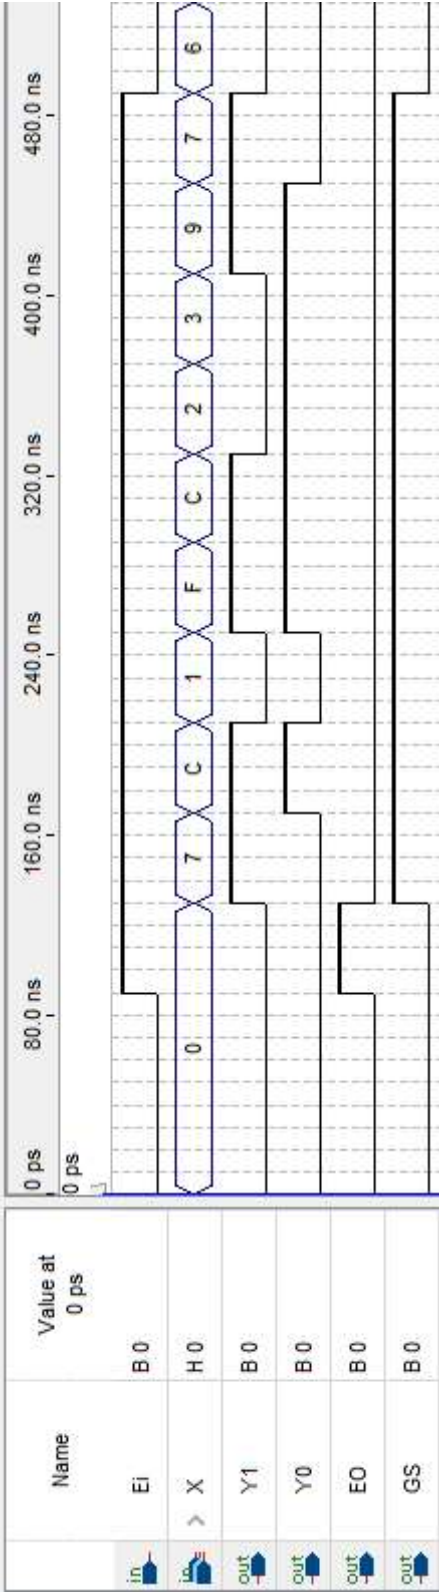 Name Value at 0 ps 0 ps 80.0 ns 160.0 ns 240.0 ns 320.0 ns 400.0 ns 480.0 ns
0 ps
in Ei B 0
in > X H 0 0 7 C 1 F C 2 3 9 7 6
out Y1 B 0
out Y0 B 0
out EO B 0
out GS B 0